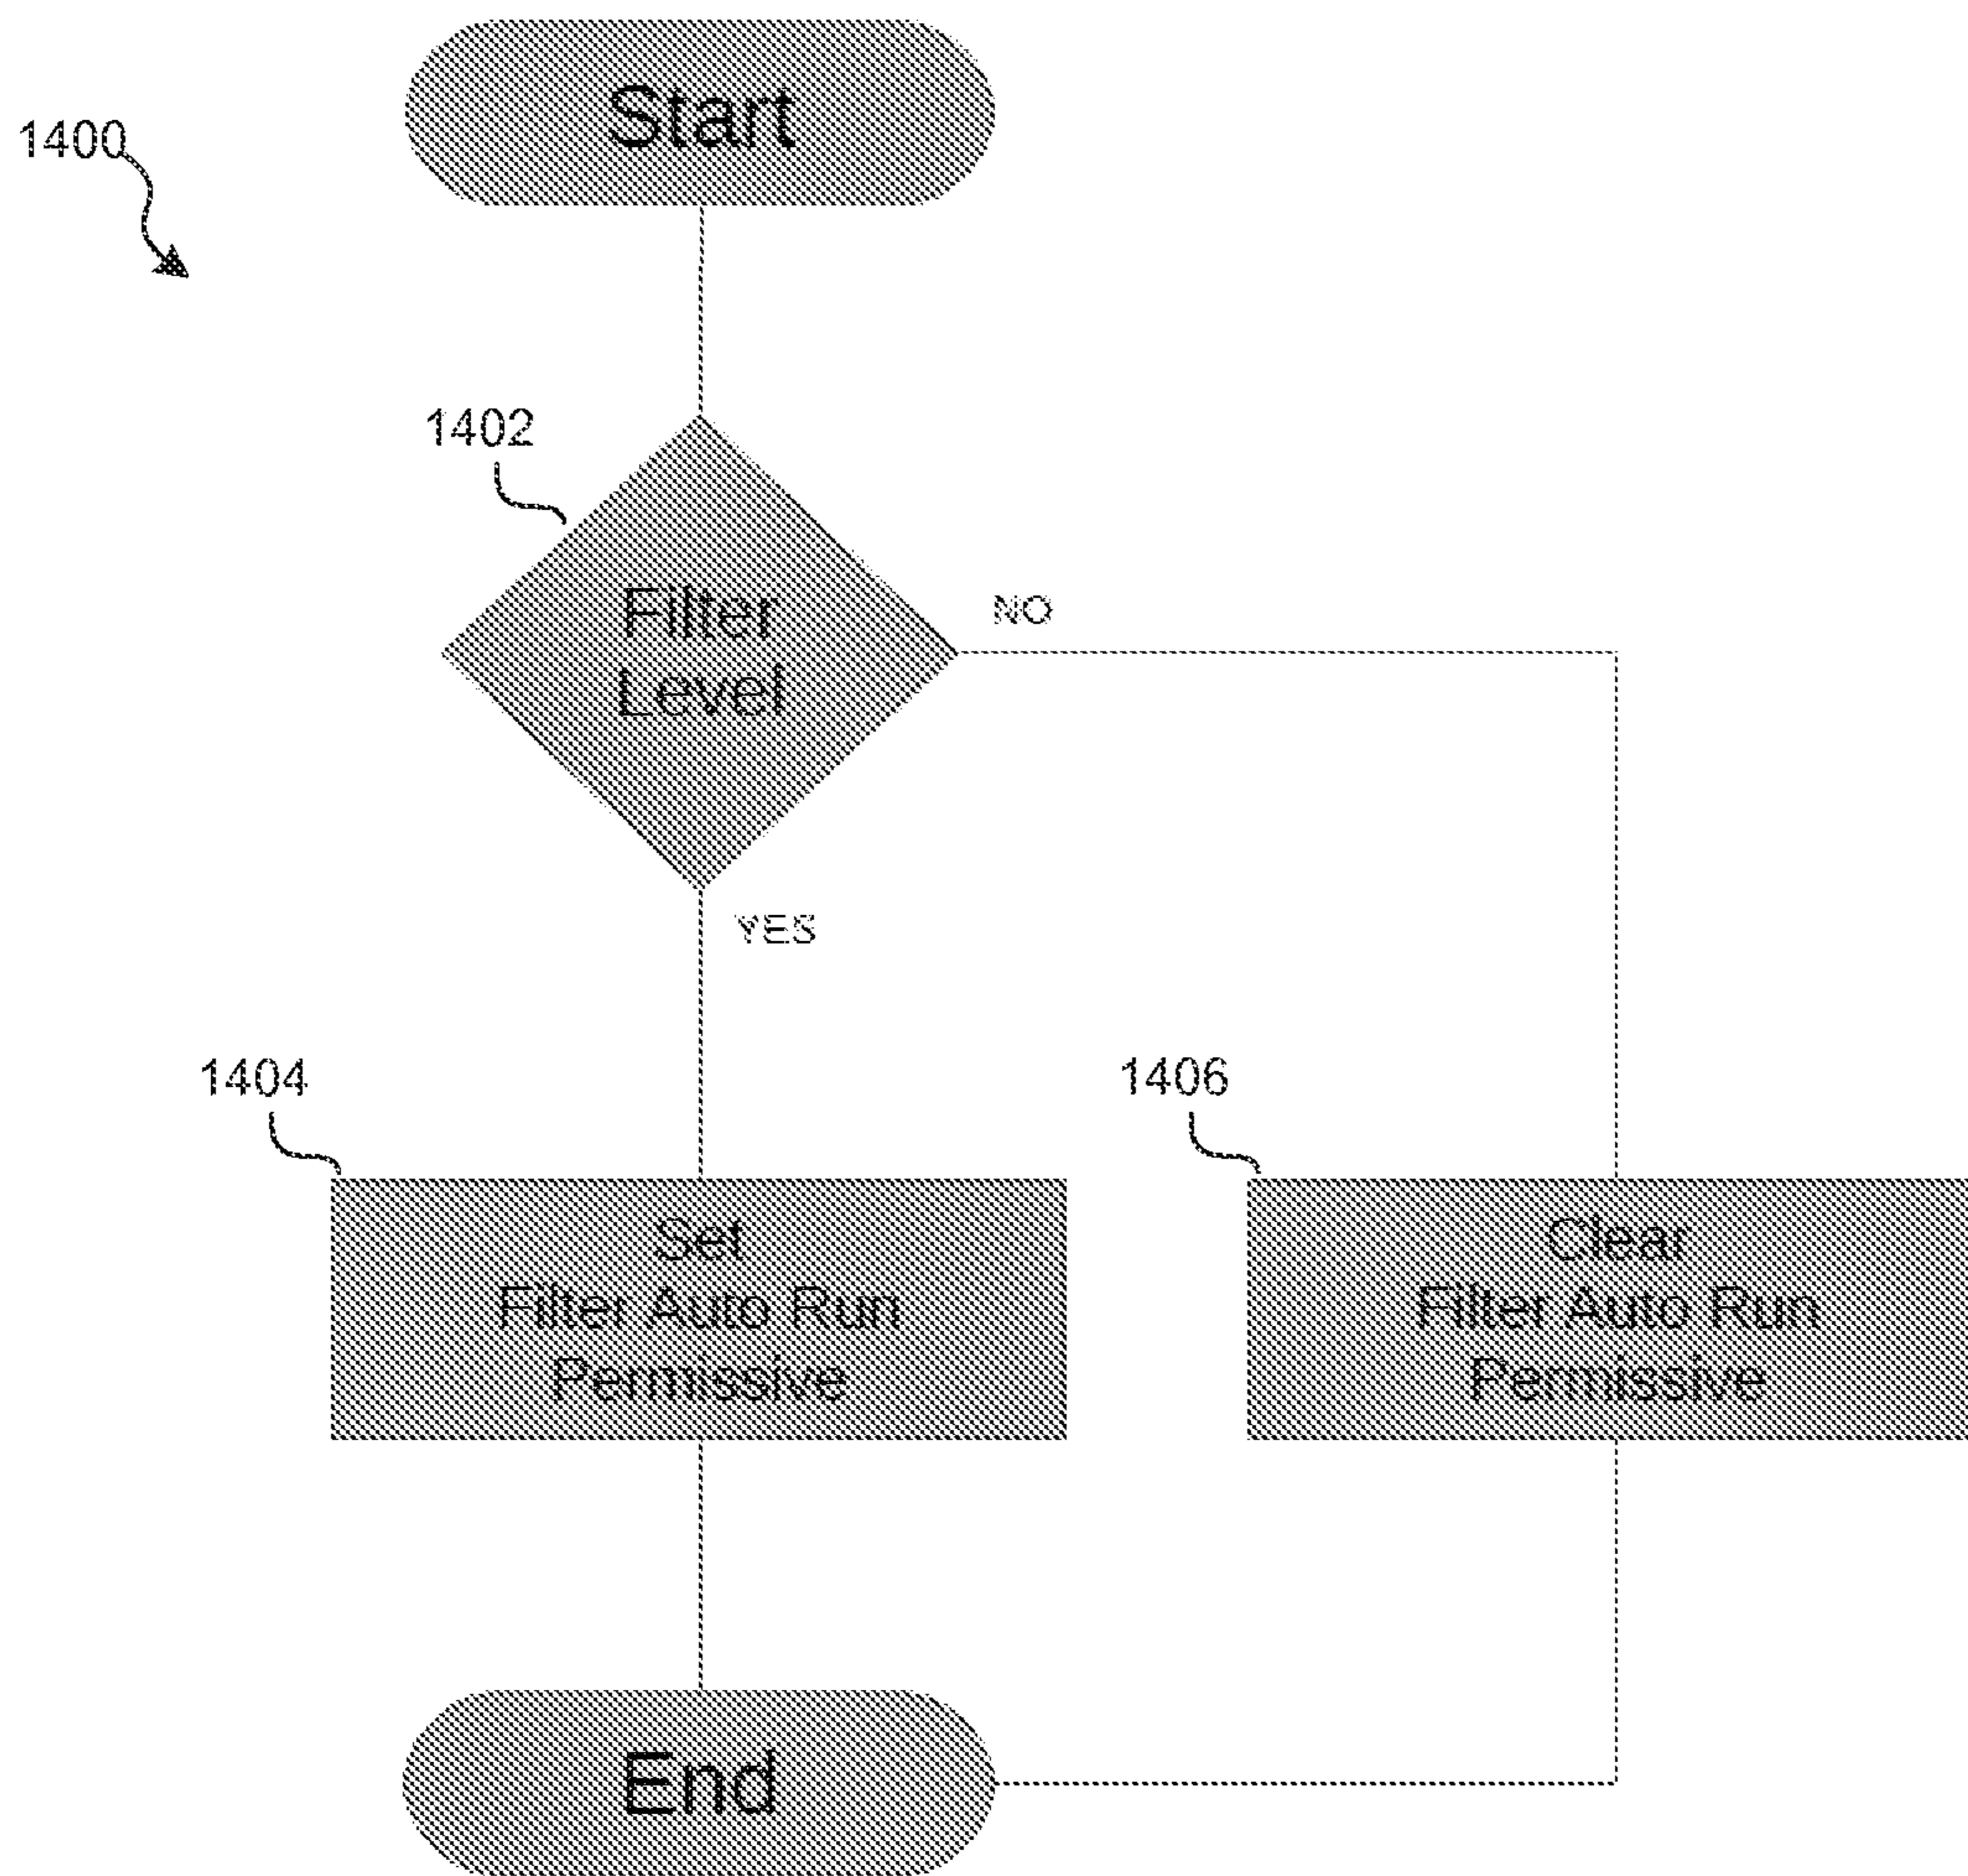 Start
1400
1402
Filter
Level
NO
YES
1404
1406
Set
Filter Auto Run
Permissive
Clear
Filter Auto Run
Permissive
End